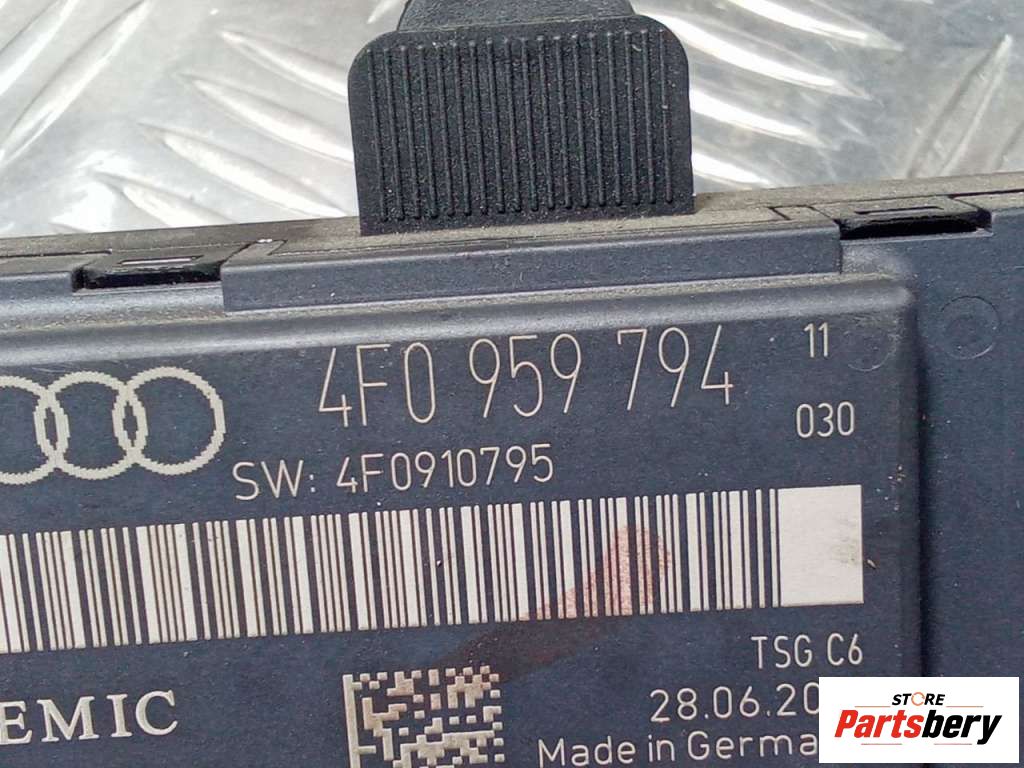 4F0 959 794 11
030
SW: 4F0910795
TSG C6
EMIC
28.06.20
Made in Germa
STORE
Partsbery